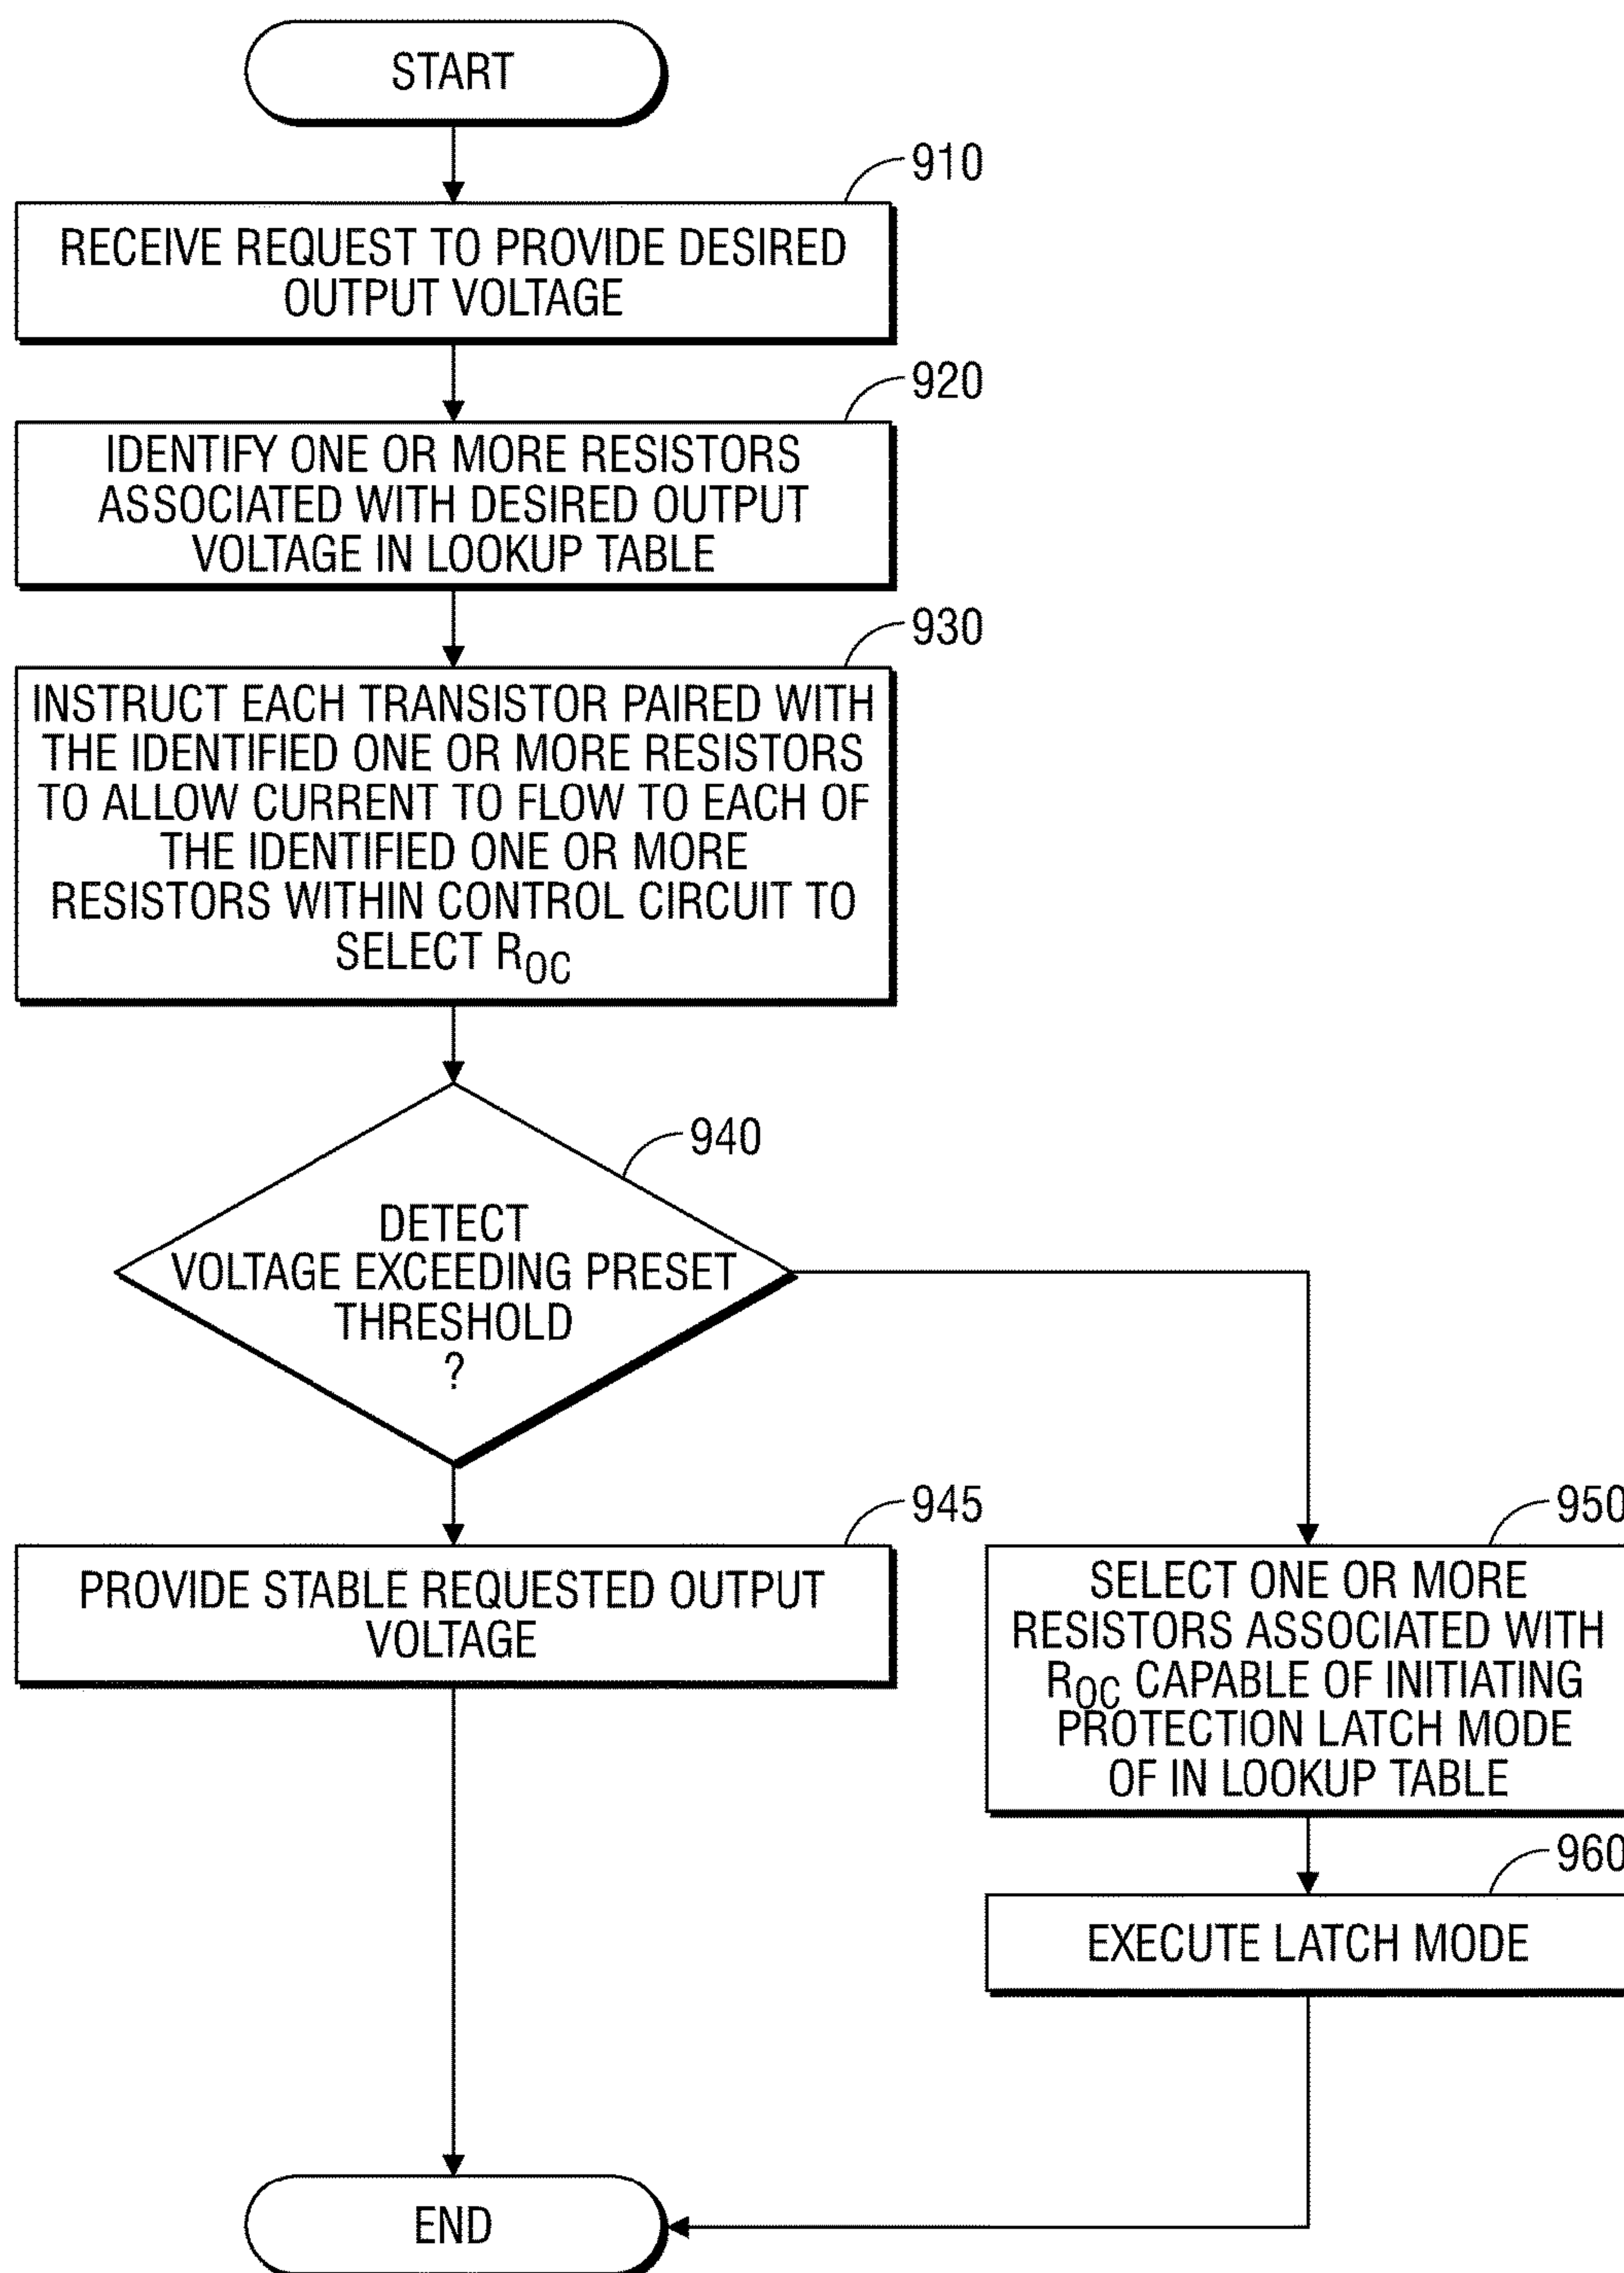 START
910
RECEIVE REQUEST TO PROVIDE DESIRED
OUTPUT VOLTAGE
920
IDENTIFY ONE OR MORE RESISTORS
ASSOCIATED WITH DESIRED OUTPUT
VOLTAGE IN LOOKUP TABLE
930
INSTRUCT EACH TRANSISTOR PAIRED WITH
THE IDENTIFIED ONE OR MORE RESISTORS
TO ALLOW CURRENT TO FLOW TO EACH OF
THE IDENTIFIED ONE OR MORE
RESISTORS WITHIN CONTROL CIRCUIT TO
SELECT ROC
940
DETECT
VOLTAGE EXCEEDING PRESET
THRESHOLD
?
945
PROVIDE STABLE REQUESTED OUTPUT
VOLTAGE
950
SELECT ONE OR MORE
RESISTORS ASSOCIATED WITH
ROC CAPABLE OF INITIATING
PROTECTION LATCH MODE
OF IN LOOKUP TABLE
960
EXECUTE LATCH MODE
END